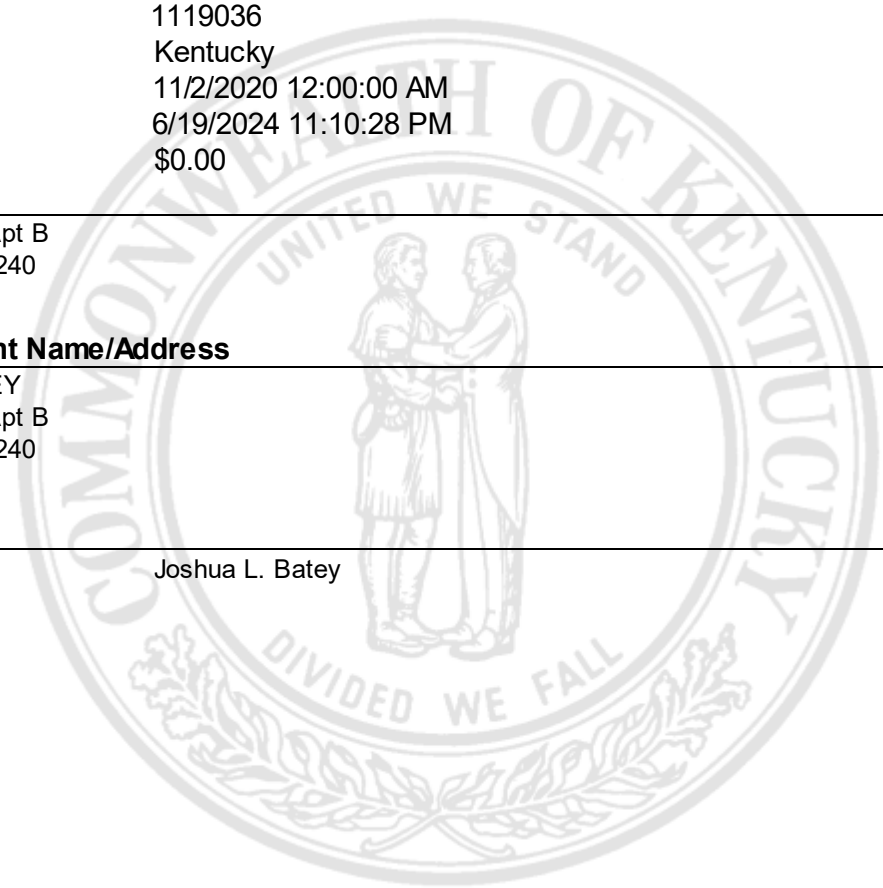 1119036
Kentucky
11/2/2020 12:00:00 AM
6/19/2024 11:10:28 PM
$0.00
pt B
240
nt Name/Address
EY
pt B
240
Joshua L. Batey
COMMONWEALTH OF KENTUCKY
UNITED WE STAND
DIVIDED WE FALL